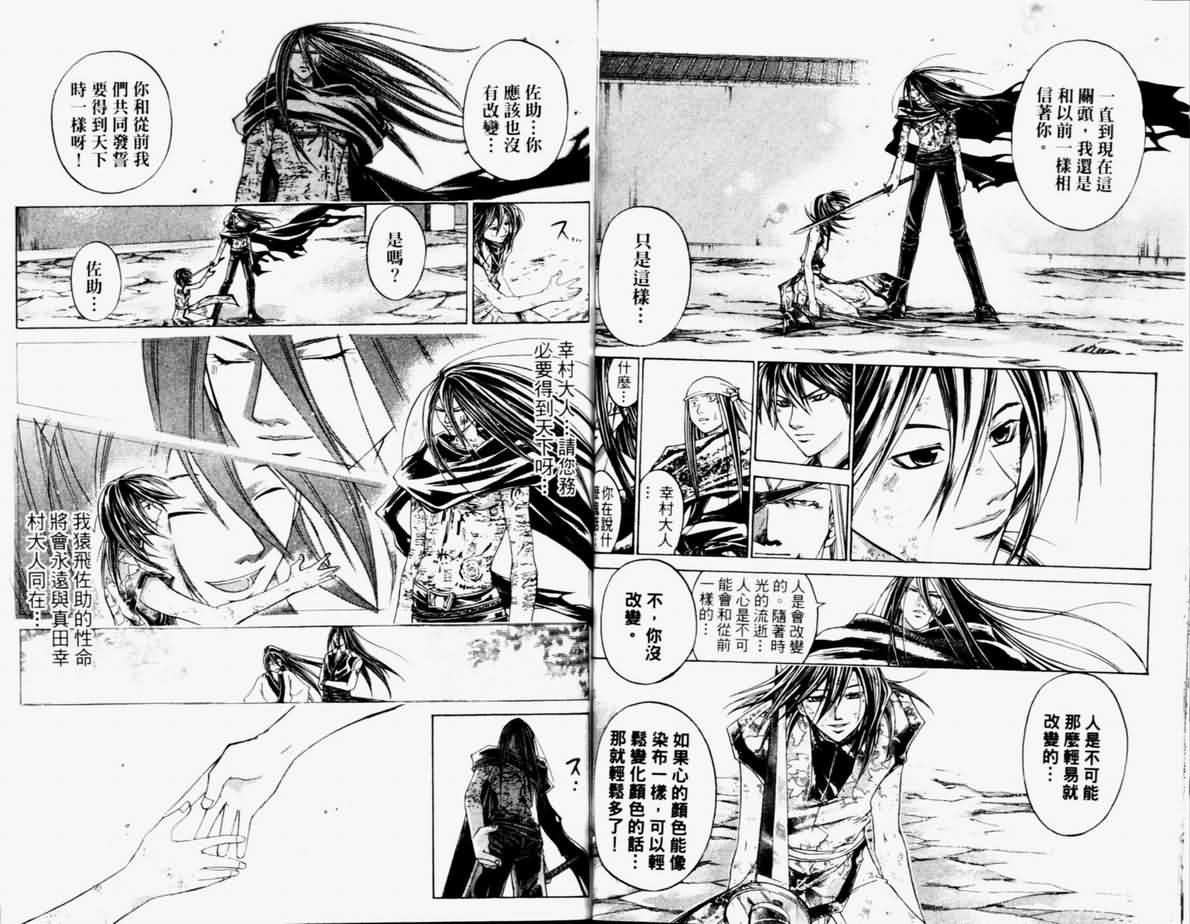 一直到現在這
關頭，我還是
和以前一樣相
信著你。
只是這樣…
幸村大人
…
什麼…
你在說什
人是會改變
的。隨著時
光的流逝…
人心是不可
能會和從前
一樣的…
不，你沒
改變。
人是不可能
那麼輕易就
改變的…
如果心的顏色能像
染布一樣，可以輕
鬆變化顏色的話…
那就輕鬆多了！
佐助…你
應該也沒
有改變…
你和從前我
們共同發誓
要得到天下
時一樣呀！
ス…
是嗎？
佐助…
幸村大人…請您務
必要得到天下呀…
我猿飛佐助的性命
將會永遠與真田幸
村大人同在…
ス…